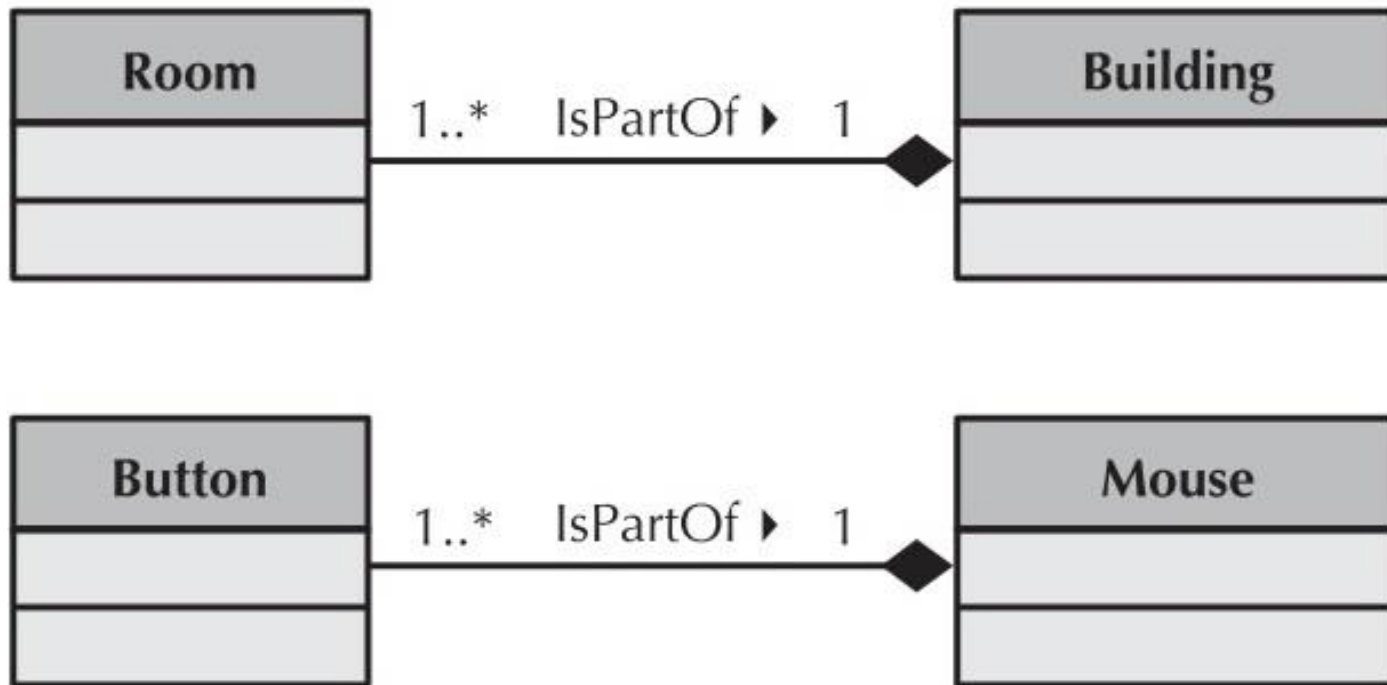 Room
Building
1..* IsPartOf ▶ 1
Button
Mouse
1..* IsPartOf ▶ 1